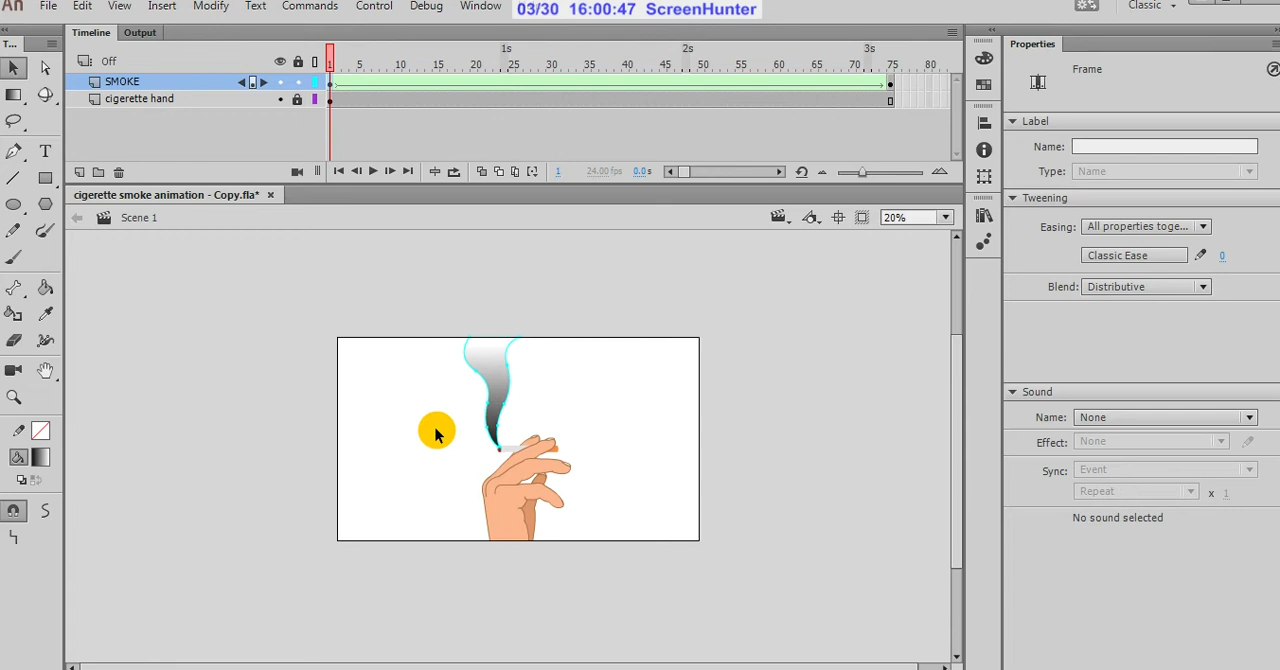 03/30 16:00:47 ScreenHunter
An File Edit View Insert Modify Text Commands Control Debug Window Classic
Timeline Output
T...
Properties
1s 2s 3s
Off
1 5 10 15 20 25 30 35 40 45 50 55 60 65 70 75 80
Frame
SMOKE
cigerette hand
Label
Name:
Type: Name
1 24.00 fps 0.0 s
cigerette smoke animation - Copy.fla* ×
Tweening
Scene 1
20%
Easing: All properties toge...
Classic Ease 0
Blend: Distributive
Sound
Name: None
Effect: None
Sync: Event
Repeat x 1
No sound selected
T